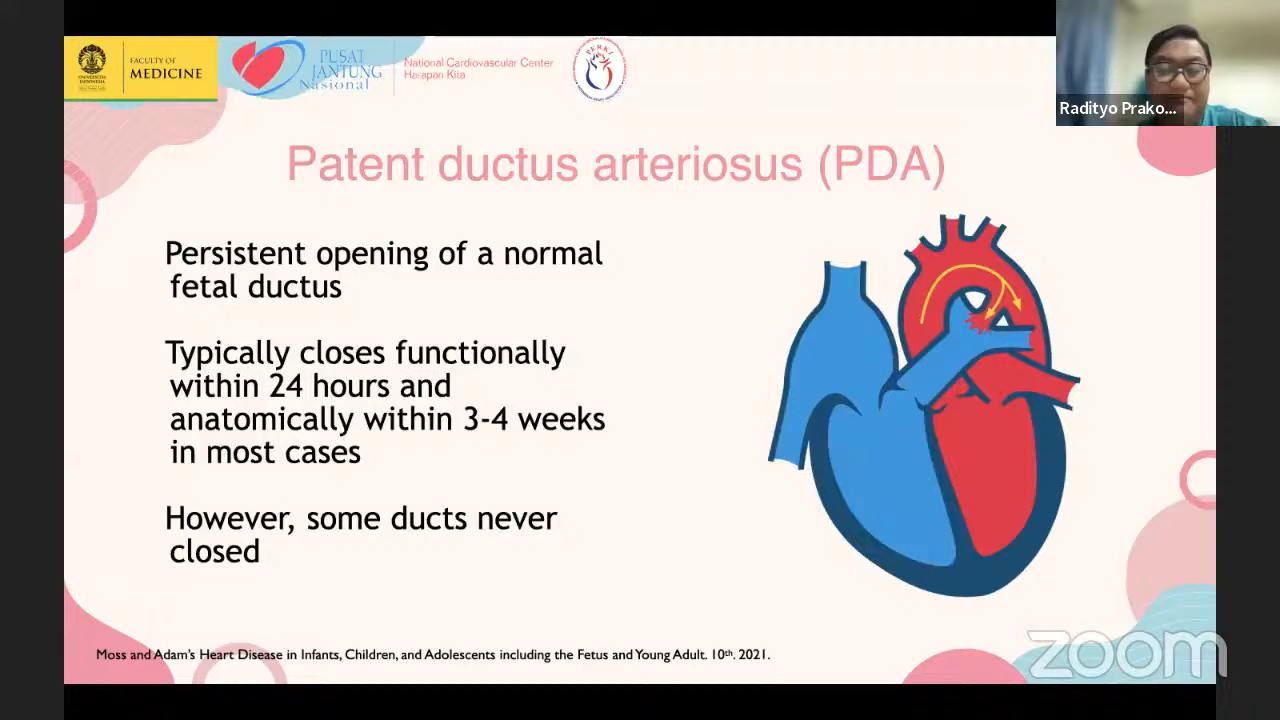 UNIVERSITAS
INDONESIA
FACULTY OF
MEDICINE
PUSAT
JANTUNG
Nasional
National Cardiovascular Center
Harapan Kita
PERKI
Radityo Prako...
Patent ductus arteriosus (PDA)
Persistent opening of a normal
fetal ductus
Typically closes functionally
within 24 hours and
anatomically within 3-4 weeks
in most cases
However, some ducts never
closed
Moss and Adam's Heart Disease in Infants, Children, and Adolescents including the Fetus and Young Adult. 10th. 2021.
zoom